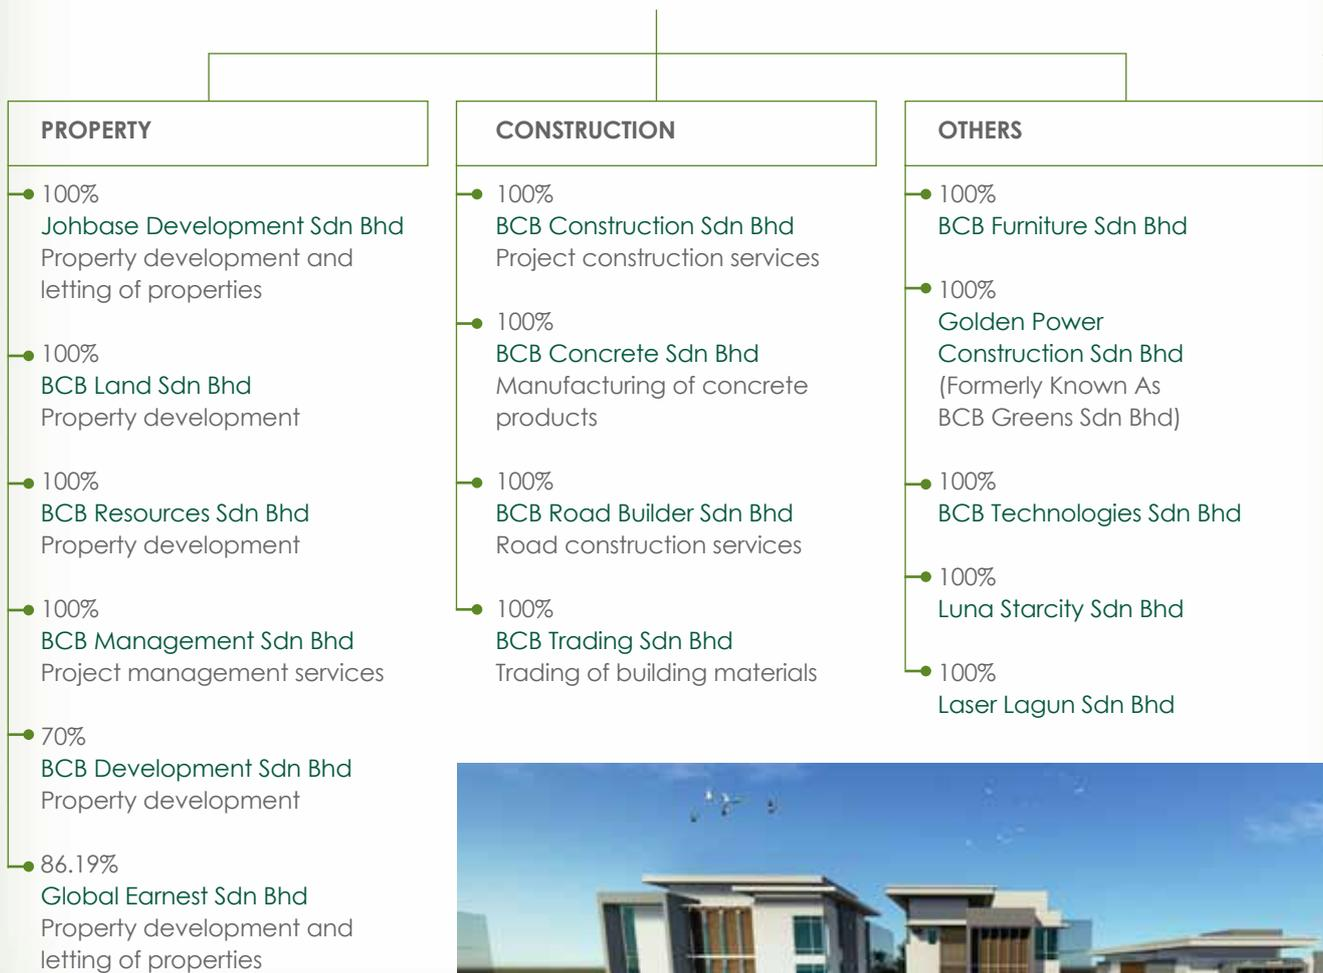 PROPERTY
100%
Johbase Development Sdn Bhd
Property development and
letting of properties
100%
BCB Land Sdn Bhd
Property development
100%
BCB Resources Sdn Bhd
Property development
100%
BCB Management Sdn Bhd
Project management services
70%
BCB Development Sdn Bhd
Property development
86.19%
Global Earnest Sdn Bhd
Property development and
letting of properties
CONSTRUCTION
100%
BCB Construction Sdn Bhd
Project construction services
100%
BCB Concrete Sdn Bhd
Manufacturing of concrete
products
100%
BCB Road Builder Sdn Bhd
Road construction services
100%
BCB Trading Sdn Bhd
Trading of building materials
OTHERS
100%
BCB Furniture Sdn Bhd
100%
Golden Power
Construction Sdn Bhd
(Formerly Known As
BCB Greens Sdn Bhd)
100%
BCB Technologies Sdn Bhd
100%
Luna Starcity Sdn Bhd
100%
Laser Lagun Sdn Bhd